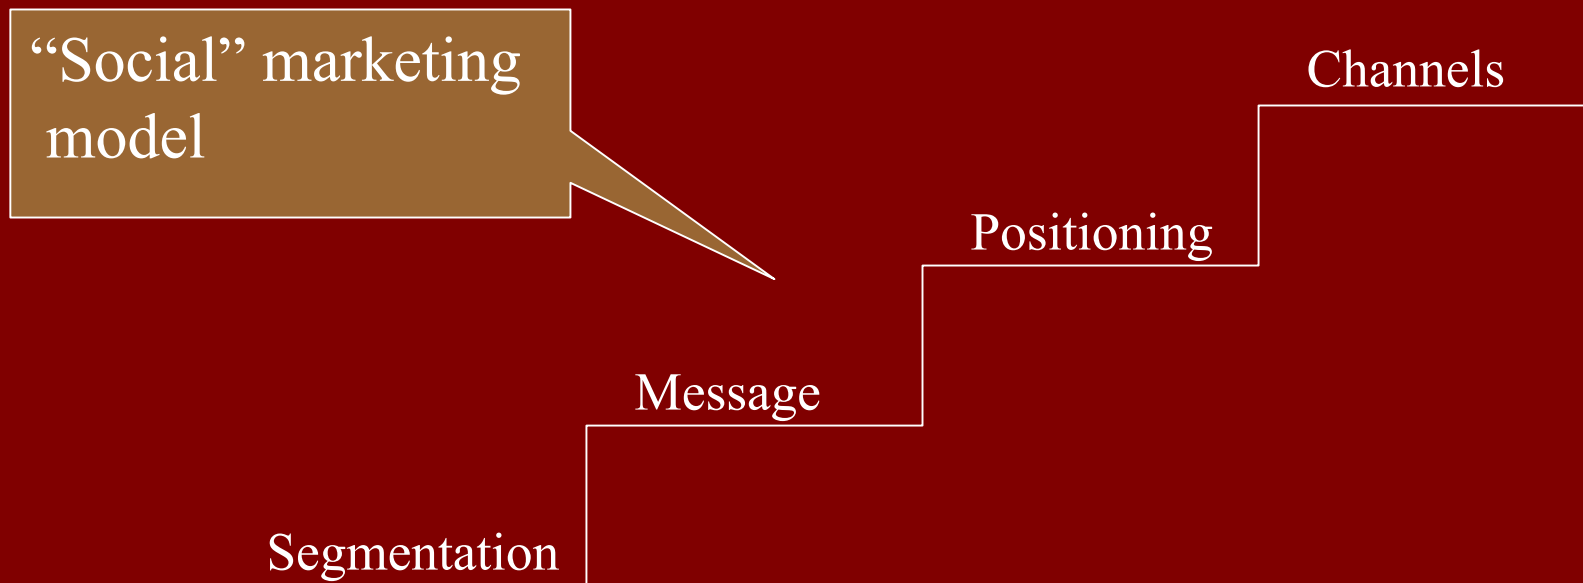 “Social” marketing
model
Channels
Positioning
Message
Segmentation